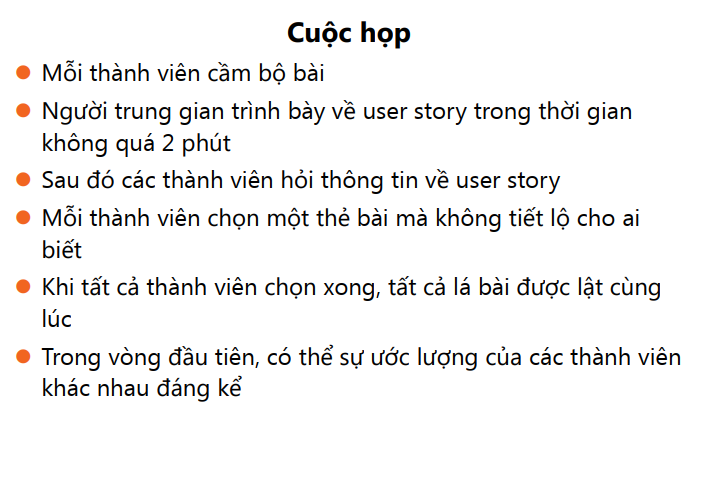 Cuộc họp
Mỗi thành viên cầm bộ bài
Người trung gian trình bày về user story trong thời gian
không quá 2 phút
Sau đó các thành viên hỏi thông tin về user story
Mỗi thành viên chọn một thẻ bài mà không tiết lộ cho ai
biết
Khi tất cả thành viên chọn xong, tất cả lá bài được lật cùng
lúc
Trong vòng đầu tiên, có thể sự ước lượng của các thành viên
khác nhau đáng kể